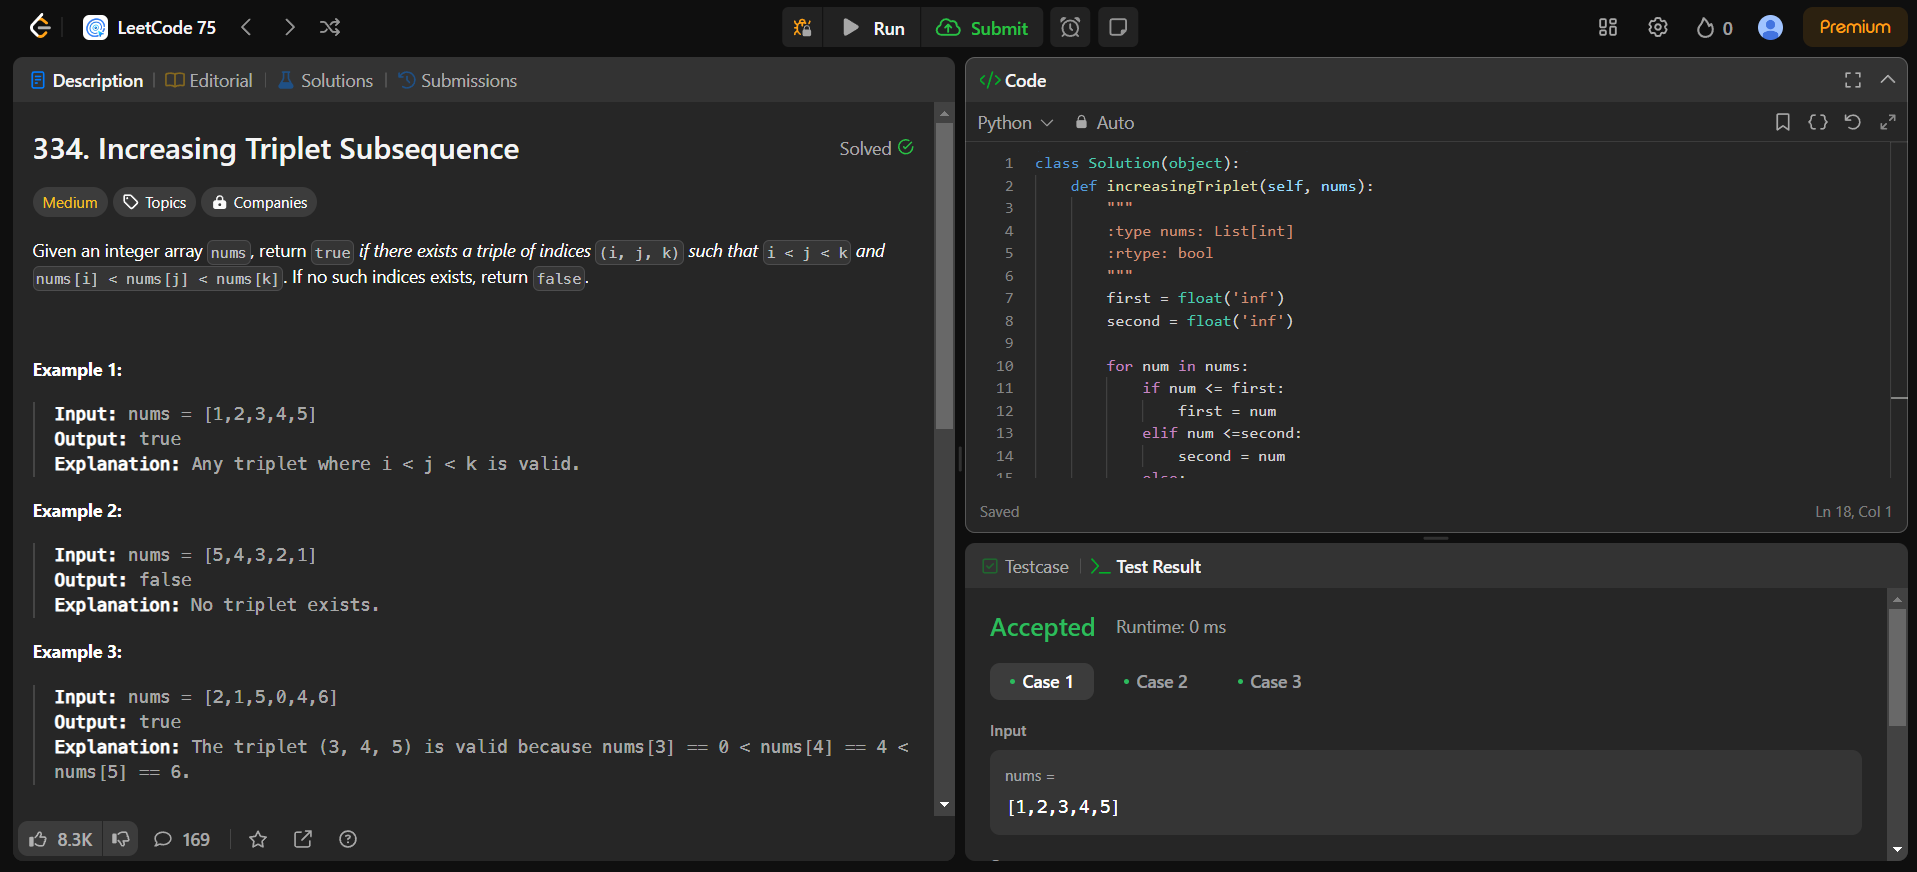 LeetCode 75
Run
Submit
0
Premium
Description
Editorial
Solutions
Submissions
334. Increasing Triplet Subsequence
Solved
Medium
Topics
Companies
Given an integer array nums, return true if there exists a triple of indices (i, j, k) such that i < j < k and
nums[i] < nums[j] < nums[k]. If no such indices exists, return false.
Example 1:
Input: nums = [1,2,3,4,5]
Output: true
Explanation: Any triplet where i < j < k is valid.
Example 2:
Input: nums = [5,4,3,2,1]
Output: false
Explanation: No triplet exists.
Example 3:
Input: nums = [2,1,5,0,4,6]
Output: true
Explanation: The triplet (3, 4, 5) is valid because nums[3] == 0 < nums[4] == 4 <
nums[5] == 6.
8.3K
169
</> Code
Python
Auto
1 class Solution(object):
2 def increasingTriplet(self, nums):
3 """
4 :type nums: List[int]
5 :rtype: bool
6 """
7 first = float('inf')
8 second = float('inf')
9
10 for num in nums:
11 if num <= first:
12 first = num
13 elif num <=second:
14 second = num
15 else:
Saved
Ln 18, Col 1
Testcase
Test Result
Accepted
Runtime: 0 ms
Case 1
Case 2
Case 3
Input
nums =
[1,2,3,4,5]